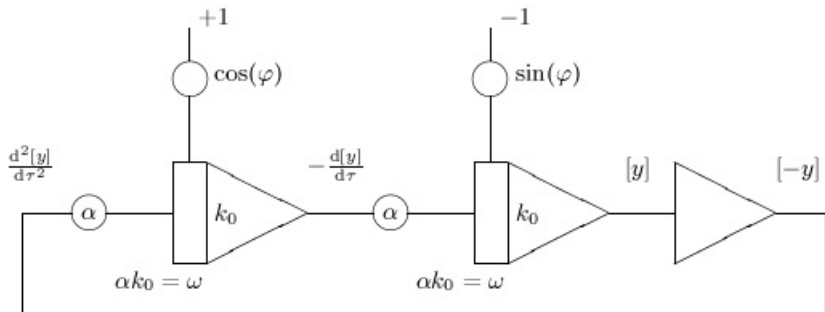 +1 −1
cos(φ) sin(φ)
d²[y]/dτ² −d[y]/dτ [y] [−y]
α k₀ α k₀
αk₀ = ω αk₀ = ω